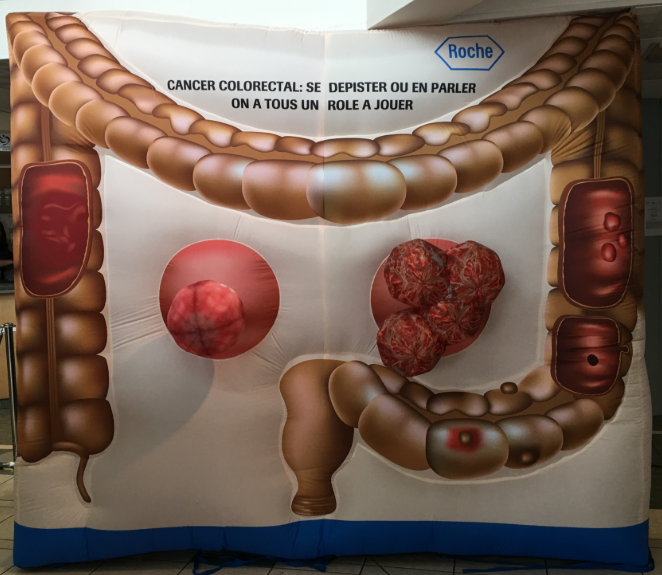 Roche
CANCER COLORECTAL: SE DEPISTER OU EN PARLER
ON A TOUS UN ROLE A JOUER